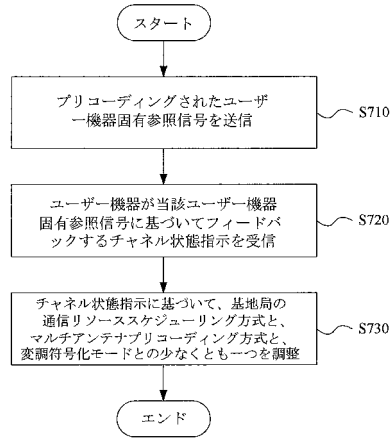 スタート
プリコーディングされたユーザ
ー機器固有参照信号を送信
S710
ユーザー機器が当該ユーザー機器
固有参照信号に基づいてフィードバ
ックするチャネル状態指示を受信
S720
チャネル状態指示に基づいて、基地局の
通信リソーススケジューリング方式と、
マルチアンテナプリコーディング方式と、
変調符号化モードとの少なくとも一つを調整
S730
エンド